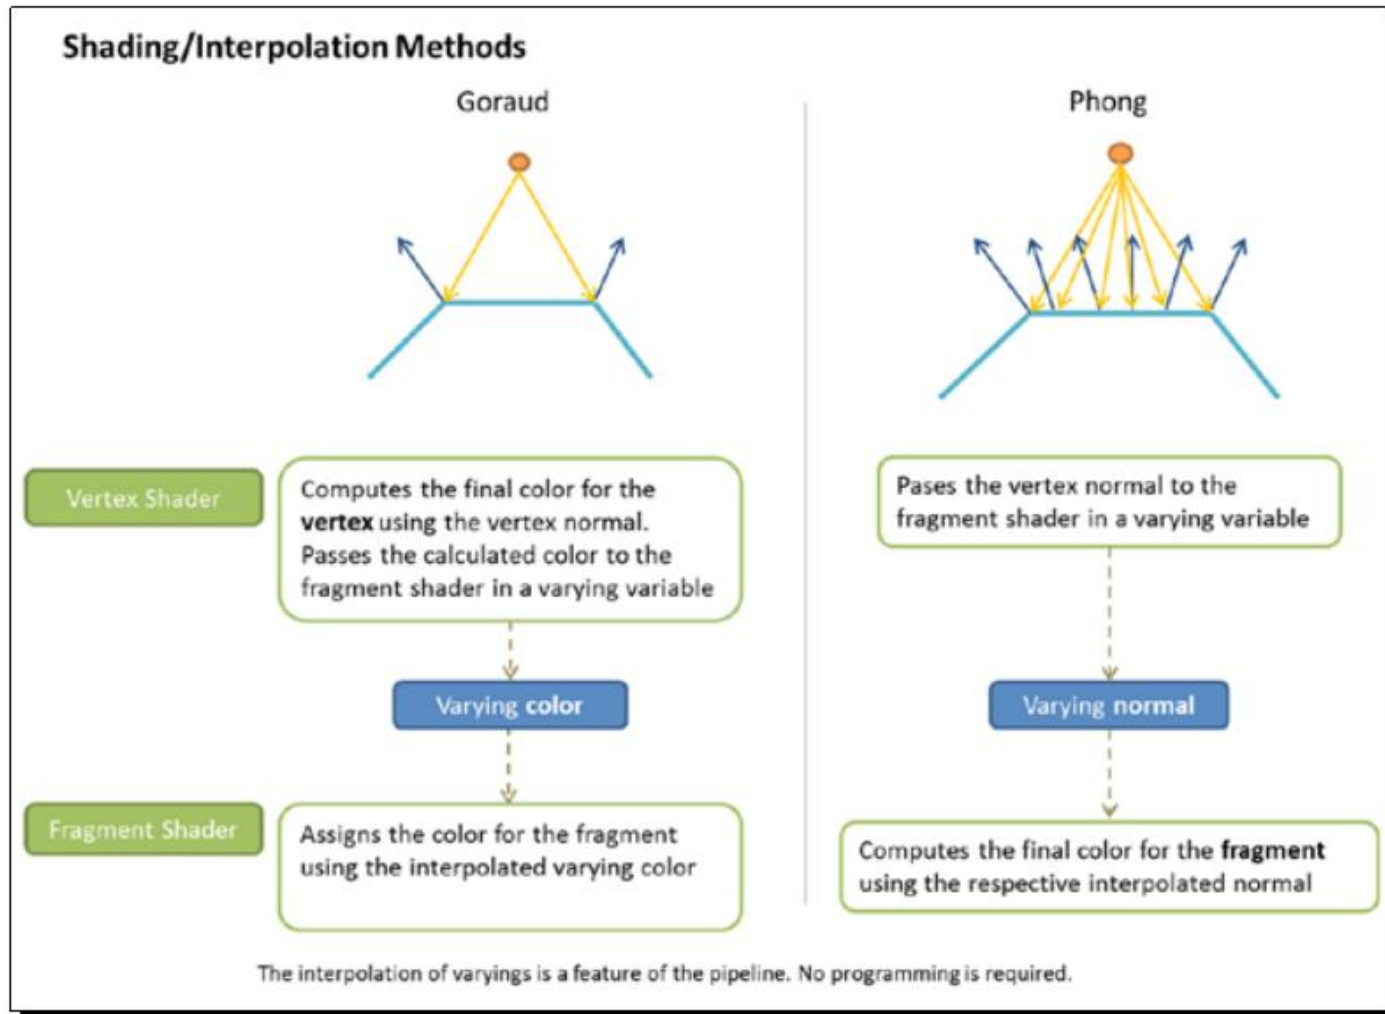 Shading/Interpolation Methods
Goraud
Phong
Vertex Shader
Computes the final color for the
vertex using the vertex normal.
Passes the calculated color to the
fragment shader in a varying variable
Pases the vertex normal to the
fragment shader in a varying variable
Varying color
Varying normal
Fragment Shader
Assigns the color for the fragment
using the interpolated varying color
Computes the final color for the fragment
using the respective interpolated normal
The interpolation of varyings is a feature of the pipeline. No programming is required.